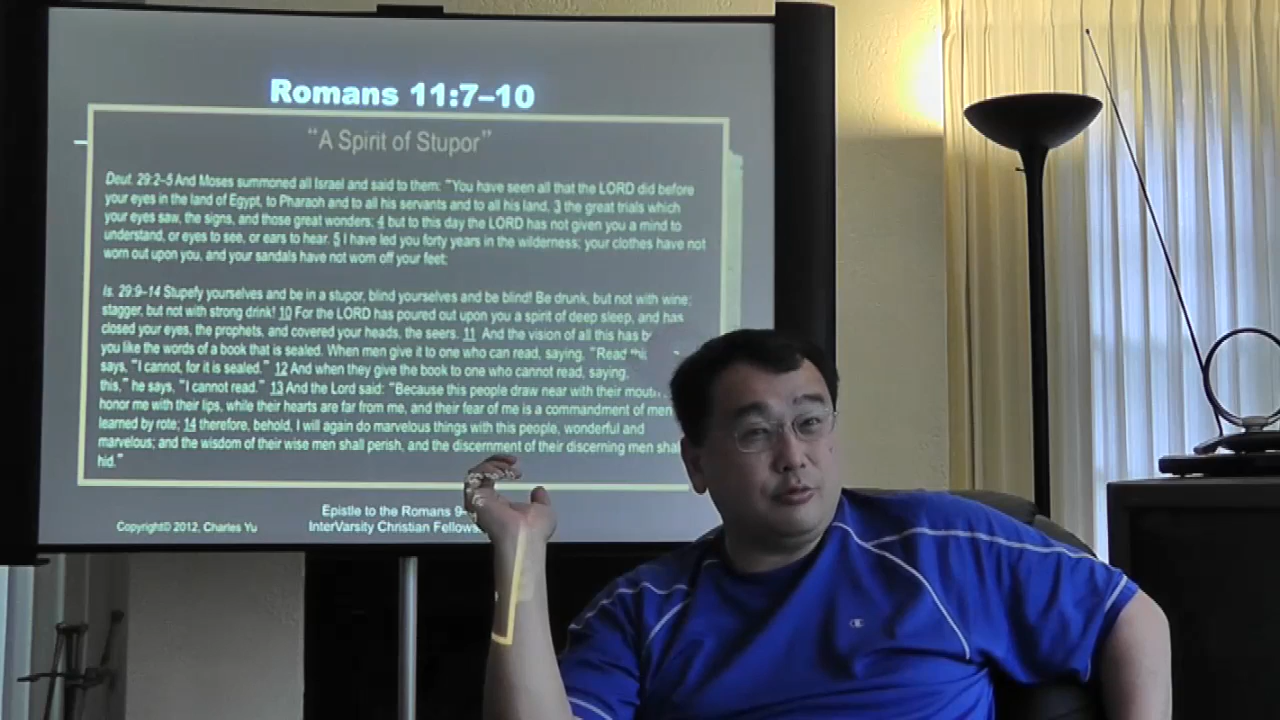 Romans 11:7–10
“A Spirit of Stupor”
Deut. 29:2–5 And Moses summoned all Israel and said to them: "You have seen all that the LORD did before
your eyes in the land of Egypt, to Pharaoh and to all his servants and to all his land, 3 the great trials which
your eyes saw, the signs, and those great wonders; 4 but to this day the LORD has not given you a mind to
understand, or eyes to see, or ears to hear. 5 I have led you forty years in the wilderness; your clothes have not
worn out upon you, and your sandals have not worn off your feet;
Is. 29:9–14 Stupefy yourselves and be in a stupor, blind yourselves and be blind! Be drunk, but not with wine;
stagger, but not with strong drink! 10 For the LORD has poured out upon you a spirit of deep sleep, and has
closed your eyes, the prophets, and covered your heads, the seers. 11 And the vision of all this has
you like the words of a book that is sealed. When men give it to one who can read, saying, "Read
says, "I cannot, for it is sealed." 12 And when they give the book to one who cannot read, saying,
this," he says, "I cannot read." 13 And the Lord said: "Because this people draw near with their mouth
honor me with their lips, while their hearts are far from me, and their fear of me is a commandment of men
learned by rote; 14 therefore, behold, I will again do marvelous things with this people, wonderful and
marvelous; and the wisdom of their wise men shall perish, and the discernment of their discerning men
hid."
Epistle to the Romans 9–
Copyright© 2012, Charles Yu
InterVarsity Christian